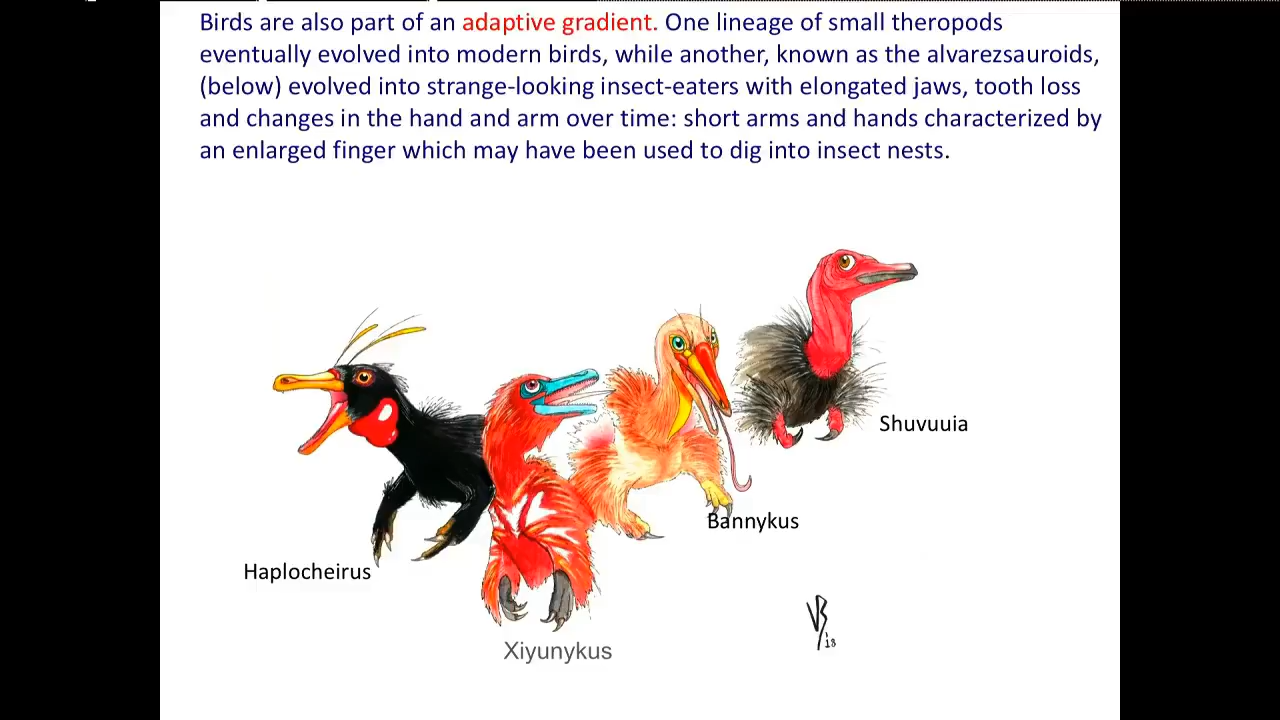 Birds are also part of an adaptive gradient. One lineage of small theropods
eventually evolved into modern birds, while another, known as the alvarezsauroids,
(below) evolved into strange-looking insect-eaters with elongated jaws, tooth loss
and changes in the hand and arm over time: short arms and hands characterized by
an enlarged finger which may have been used to dig into insect nests.
Shuvuuia
Bannykus
Haplocheirus
Xiyunykus
VB
18